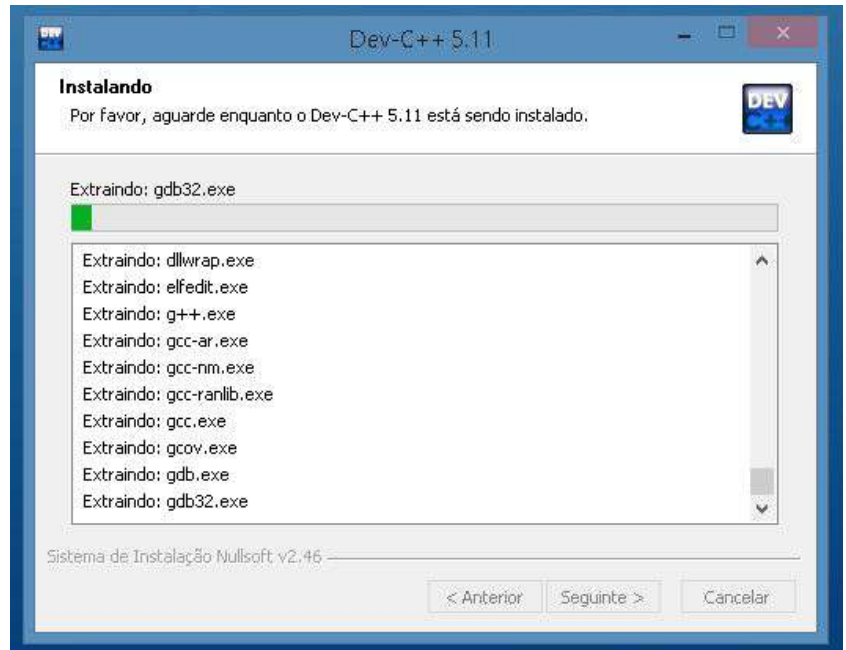 DEV
C++
Dev-C++ 5.11
Instalando
Por favor, aguarde enquanto o Dev-C++ 5.11 está sendo instalado.
DEV
C++
Extraindo: gdb32.exe
Extraindo: dllwrap.exe
Extraindo: elfedit.exe
Extraindo: g++.exe
Extraindo: gcc-ar.exe
Extraindo: gcc-nm.exe
Extraindo: gcc-ranlib.exe
Extraindo: gcc.exe
Extraindo: gcov.exe
Extraindo: gdb.exe
Extraindo: gdb32.exe
Sistema de Instalação Nullsoft v2.46
< Anterior
Seguinte >
Cancelar